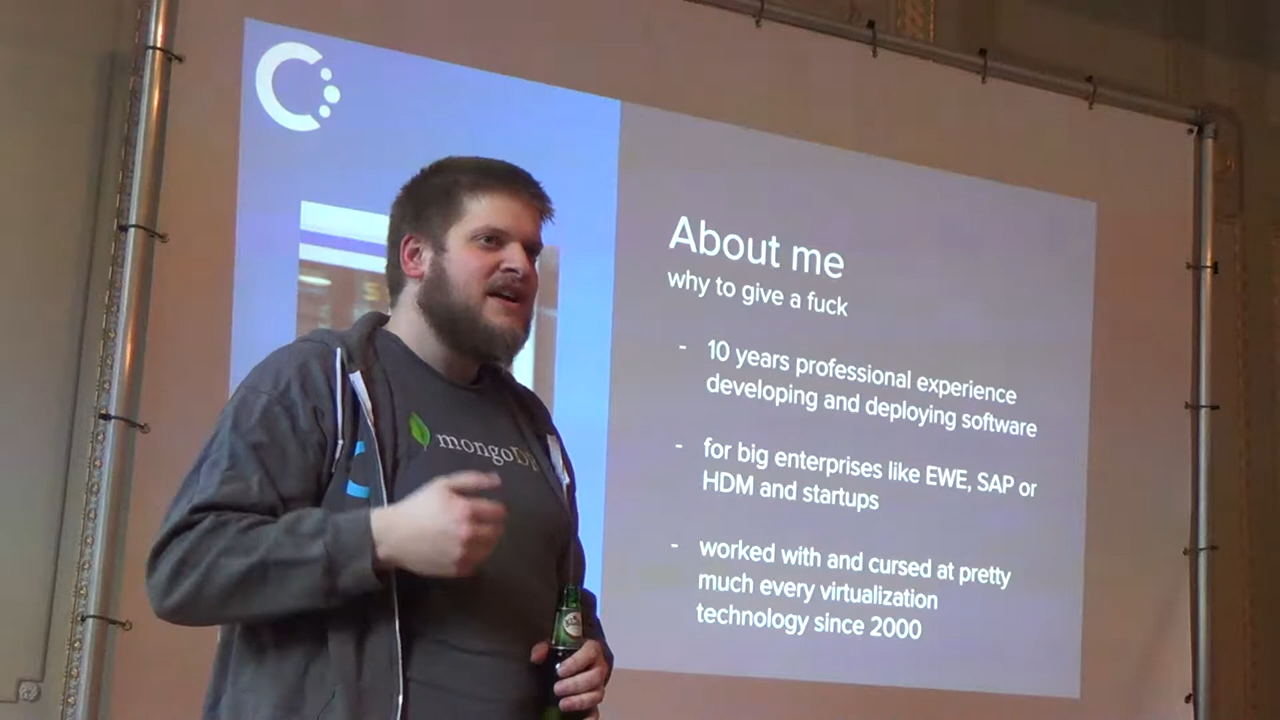 About me
why to give a fuck
- 10 years professional experience
developing and deploying software
- for big enterprises like EWE, SAP or
HDM and startups
- worked with and cursed at pretty
much every virtualization
technology since 2000
mongoDB